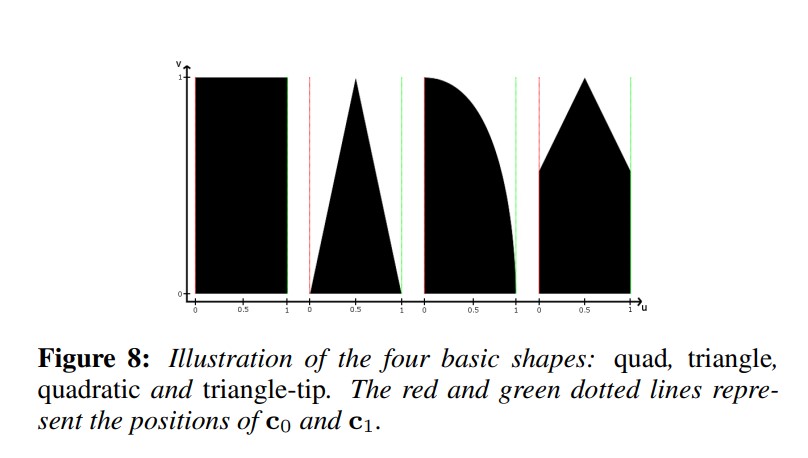 v
1
0
0 0.5 1 0 0.5 1 0 0.5 1 0 0.5 1 u
Figure 8: Illustration of the four basic shapes: quad, triangle,
quadratic and triangle-tip. The red and green dotted lines repre-
sent the positions of c₀ and c₁.